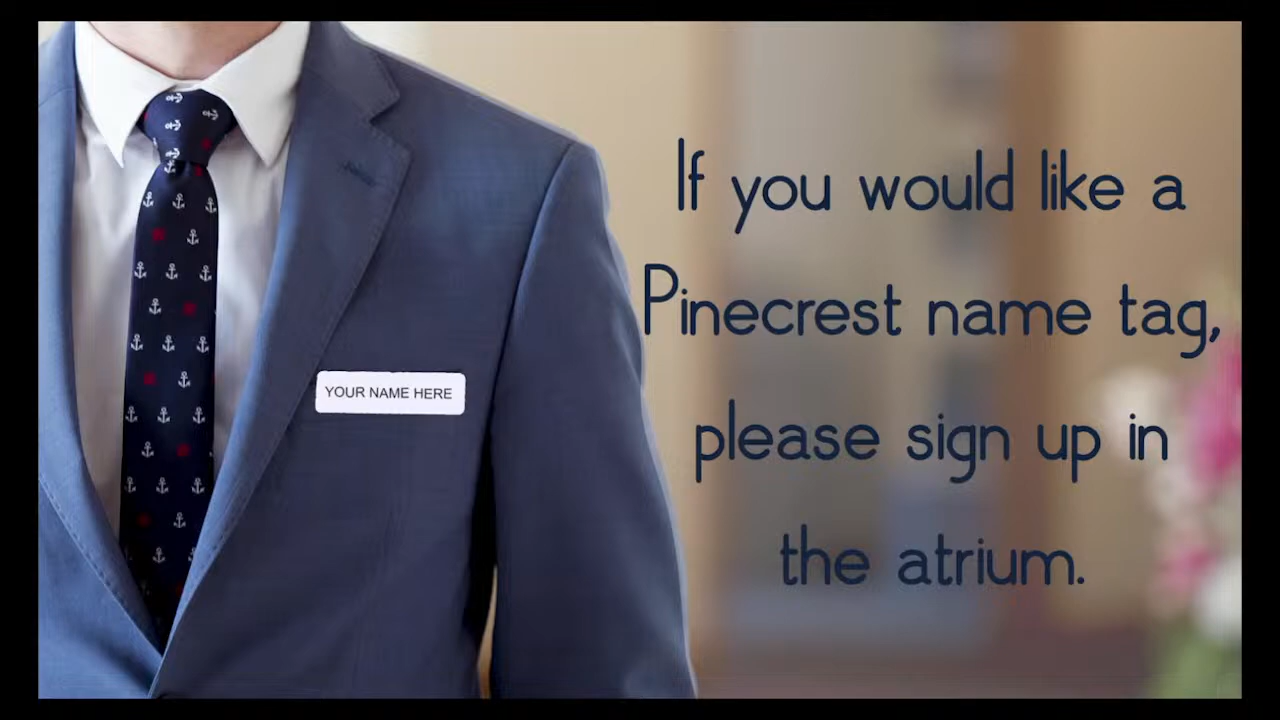 If you would like a
Pinecrest name tag,
please sign up in
the atrium.
YOUR NAME HERE